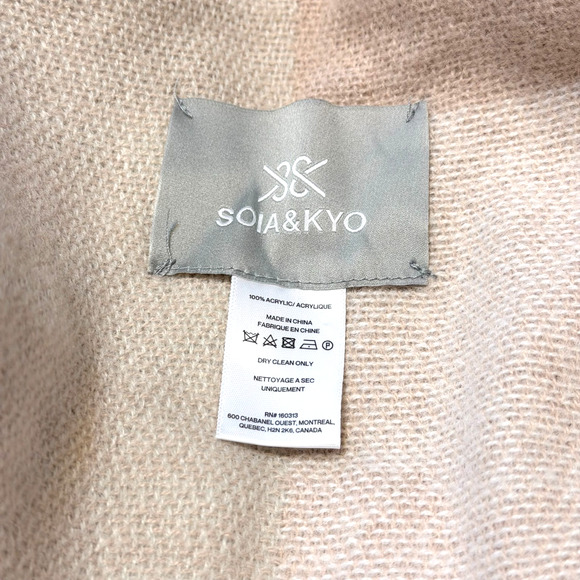 SOIA&KYO
100% ACRYLIC/ ACRYLIQUE
MADE IN CHINA
FABRIQUE EN CHINE
DRY CLEAN ONLY
NETTOYAGE A SEC
UNIQUEMENT
RN# 160313
600 CHABANEL OUEST, MONTREAL,
QUEBEC, H2N 2K6, CANADA